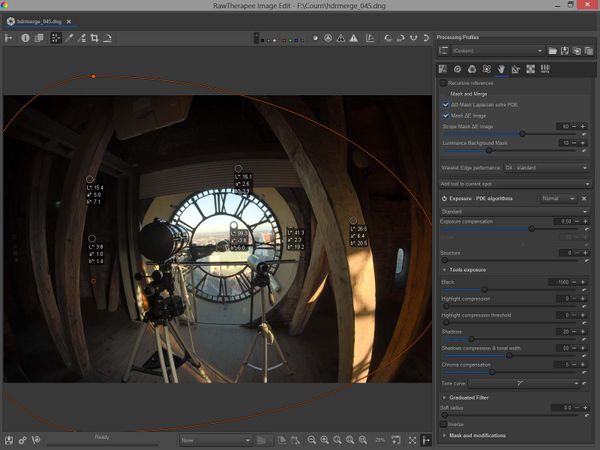 RawTherapee Image Edit - F:\Courn\hdrmerge_045.dng
hdrmerge_045.dng
Processing Profiles
(Custom)
Recursive references
Mask and Merge
ΔD Mask Laplacian solve PDE
Mask ΔE Image
Scope Mask ΔE Image 60
Luminance Background Mask 10
Wavelet Edge performance D4 - standard
Add tool to current spot...
Exposure - PDE algorithms Normal
Standard
Exposure compensation 0.50
Structure 0
Tools exposure
Black -1560
Highlight compression 0
Highlight compression threshold 0
Shadows 20
Shadows compression & tonal width 50
Chroma compensation 5
Tone curve:
Graduated Filter
Soft radius 0.0
Inverse
Mask and modifications
L*: 15.4
a*: 5.0
b*: 7.1
L*: 15.1
a*: 2.6
b*: 3.9
L*: 3.8
a*: 1.0
b*: 1.4
L*: 41.3
a*: 2.3
b*: 19.2
L*: 26.5
a*: 6.4
b*: 20.5
Ready
None
25%